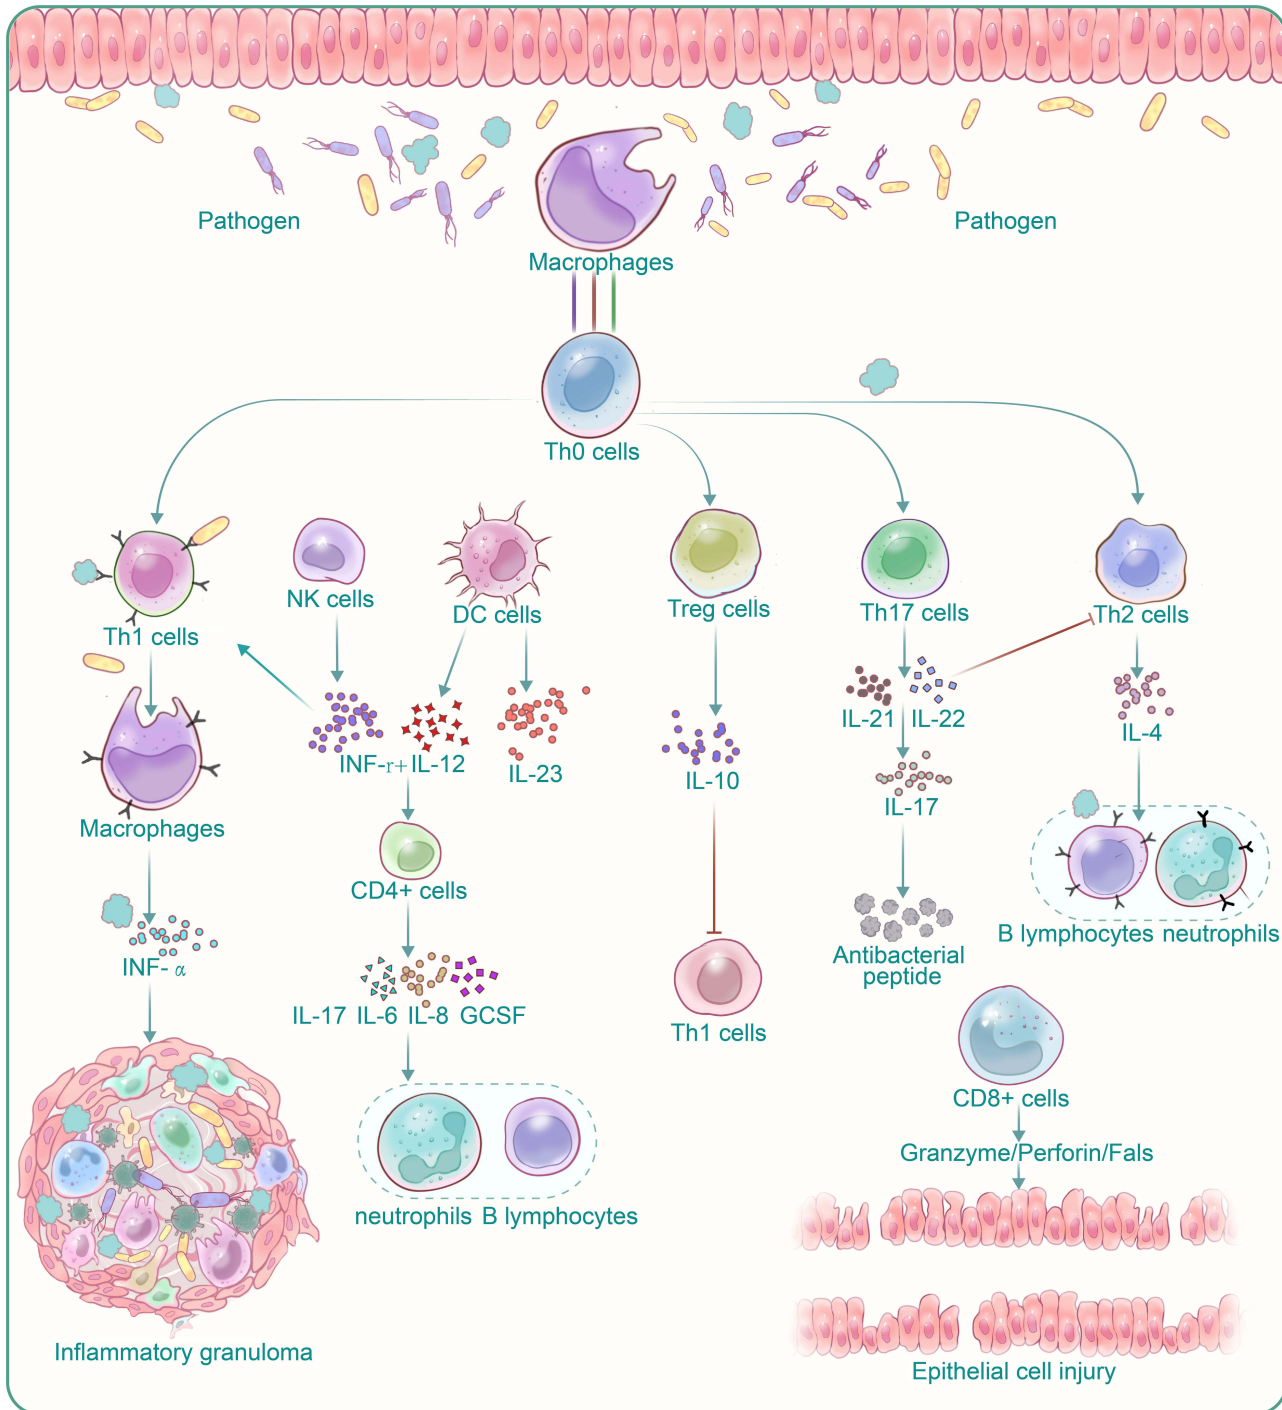 Pathogen
Pathogen
Macrophages
Th0 cells
Th1 cells
NK cells
DC cells
Treg cells
Th17 cells
Th2 cells
INF-r+IL-12
IL-23
IL-10
IL-21 IL-22
IL-4
IL-17
Macrophages
CD4+ cells
B lymphocytes neutrophils
Antibacterial
peptide
INF- α
IL-17 IL-6 IL-8 GCSF
Th1 cells
CD8+ cells
Granzyme/Perforin/Fals
neutrophils B lymphocytes
Inflammatory granuloma
Epithelial cell injury